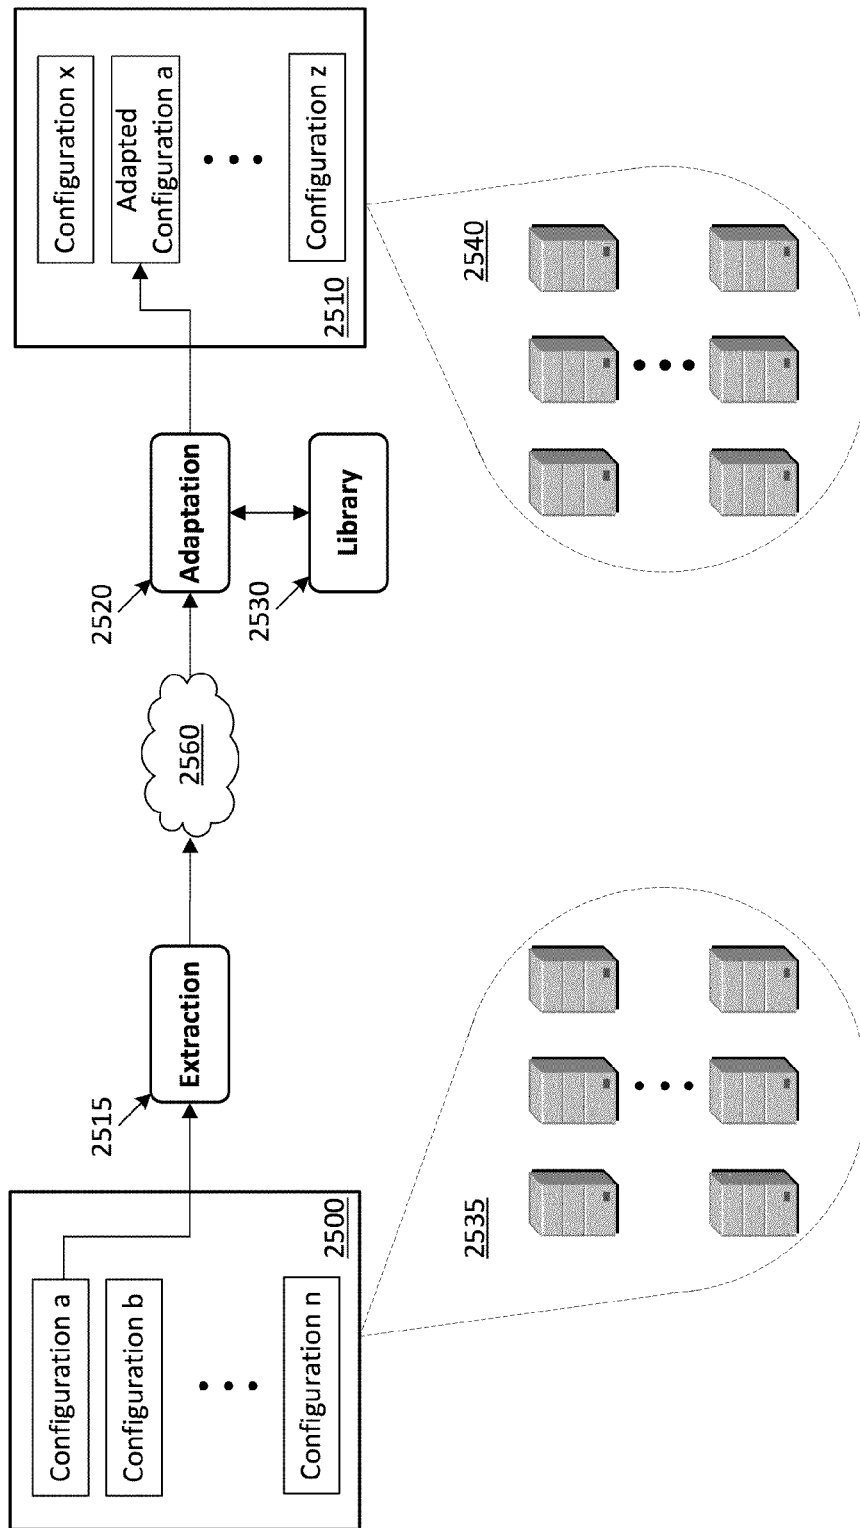 Configuration a
Configuration b
Configuration n
2500
2515
Extraction
2560
2520
Adaptation
2530
Library
Configuration x
Adapted
Configuration a
Configuration z
2510
2535
2540